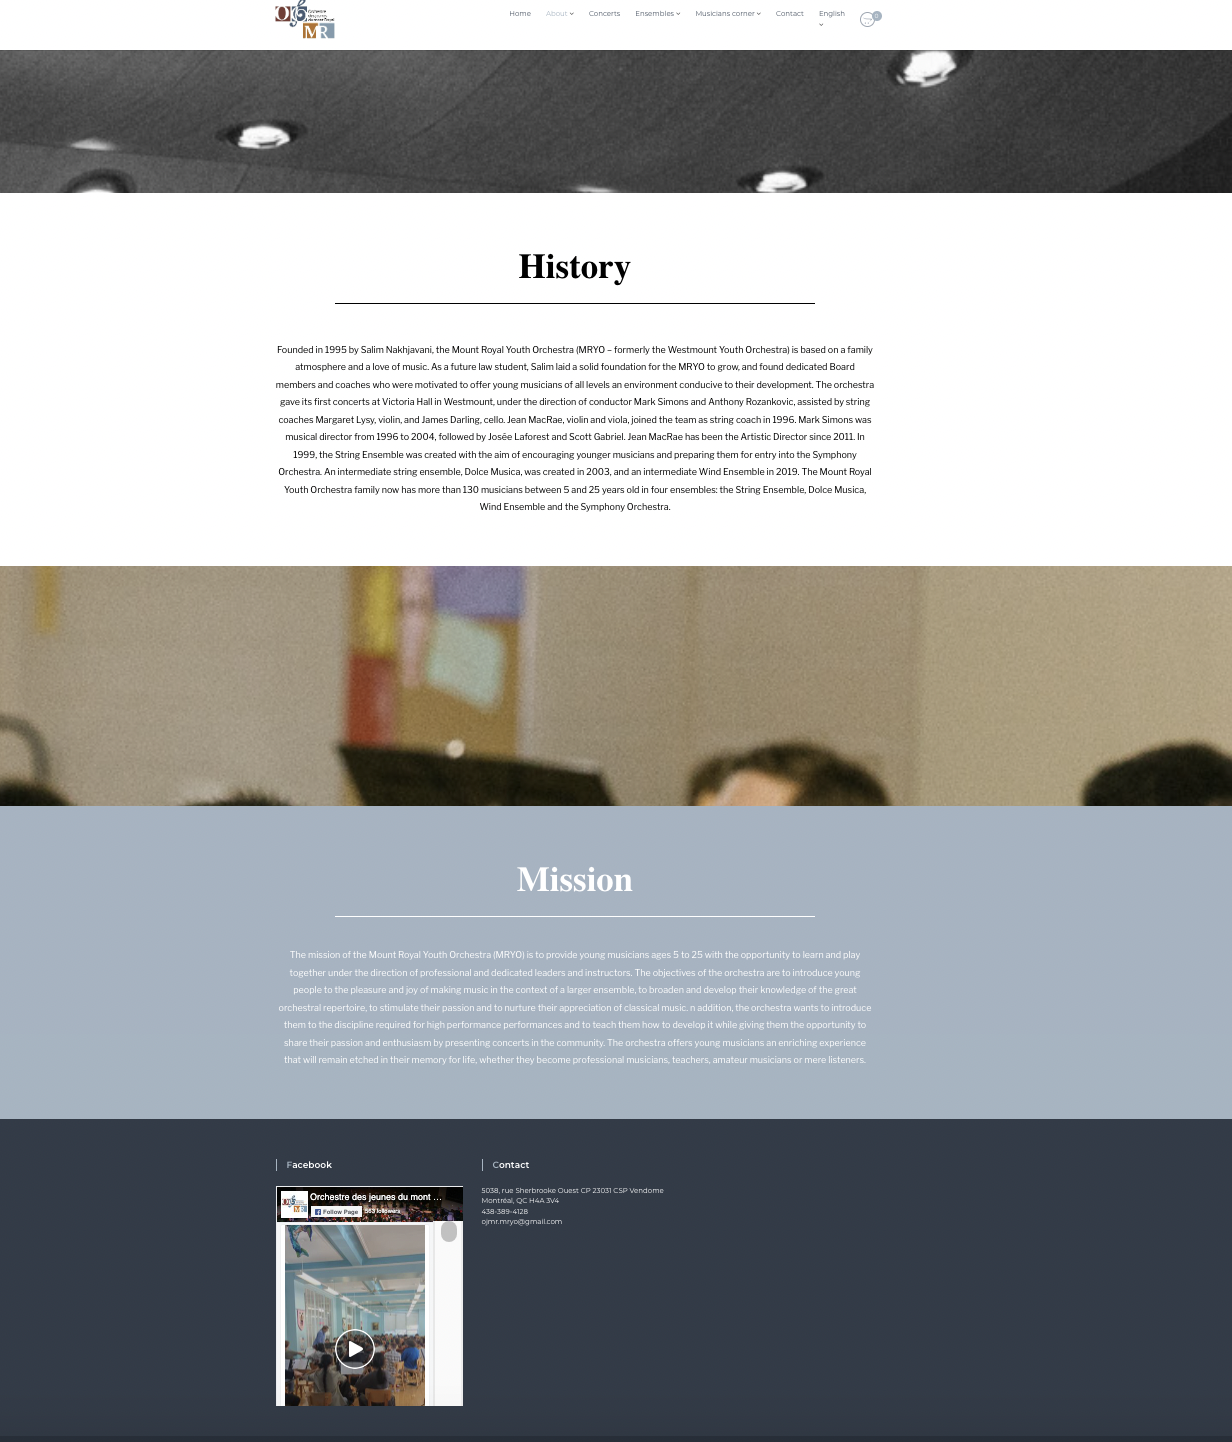 Orchestre
des jeunes
du Mont-Royal
MR
Home
About
Concerts
Ensembles
Musicians corner
Contact
English
0
History
Founded in 1995 by Salim Nakhjavani, the Mount Royal Youth Orchestra (MRYO – formerly the Westmount Youth Orchestra) is based on a family
atmosphere and a love of music. As a future law student, Salim laid a solid foundation for the MRYO to grow, and found dedicated Board
members and coaches who were motivated to offer young musicians of all levels an environment conducive to their development. The orchestra
gave its first concerts at Victoria Hall in Westmount, under the direction of conductor Mark Simons and Anthony Rozankovic, assisted by string
coaches Margaret Lysy, violin, and James Darling, cello. Jean MacRae, violin and viola, joined the team as string coach in 1996. Mark Simons was
musical director from 1996 to 2004, followed by Josée Laforest and Scott Gabriel. Jean MacRae has been the Artistic Director since 2011. In
1999, the String Ensemble was created with the aim of encouraging younger musicians and preparing them for entry into the Symphony
Orchestra. An intermediate string ensemble, Dolce Musica, was created in 2003, and an intermediate Wind Ensemble in 2019. The Mount Royal
Youth Orchestra family now has more than 130 musicians between 5 and 25 years old in four ensembles: the String Ensemble, Dolce Musica,
Wind Ensemble and the Symphony Orchestra.
Mission
The mission of the Mount Royal Youth Orchestra (MRYO) is to provide young musicians ages 5 to 25 with the opportunity to learn and play
together under the direction of professional and dedicated leaders and instructors. The objectives of the orchestra are to introduce young
people to the pleasure and joy of making music in the context of a larger ensemble, to broaden and develop their knowledge of the great
orchestral repertoire, to stimulate their passion and to nurture their appreciation of classical music. n addition, the orchestra wants to introduce
them to the discipline required for high performance performances and to teach them how to develop it while giving them the opportunity to
share their passion and enthusiasm by presenting concerts in the community. The orchestra offers young musicians an enriching experience
that will remain etched in their memory for life, whether they become professional musicians, teachers, amateur musicians or mere listeners.
Facebook
Orchestre des jeunes du mont ...
Follow Page
563 followers
Contact
5038, rue Sherbrooke Ouest CP 23031 CSP Vendome
Montréal, QC H4A 3V4
438-389-4128
ojmr.mryo@gmail.com